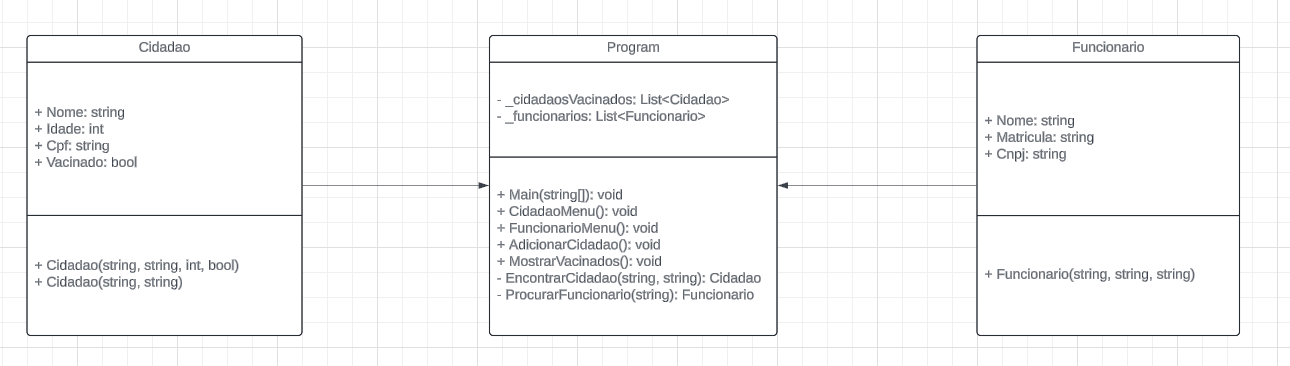 Cidadao
+ Nome: string
+ Idade: int
+ Cpf: string
+ Vacinado: bool
+ Cidadao(string, string, int, bool)
+ Cidadao(string, string)
Program
- _cidadaosVacinados: List<Cidadao>
- _funcionarios: List<Funcionario>
+ Main(string[]): void
+ CidadaoMenu(): void
+ FuncionarioMenu(): void
+ AdicionarCidadao(): void
+ MostrarVacinados(): void
- EncontrarCidadao(string, string): Cidadao
- ProcurarFuncionario(string): Funcionario
Funcionario
+ Nome: string
+ Matricula: string
+ Cnpj: string
+ Funcionario(string, string, string)